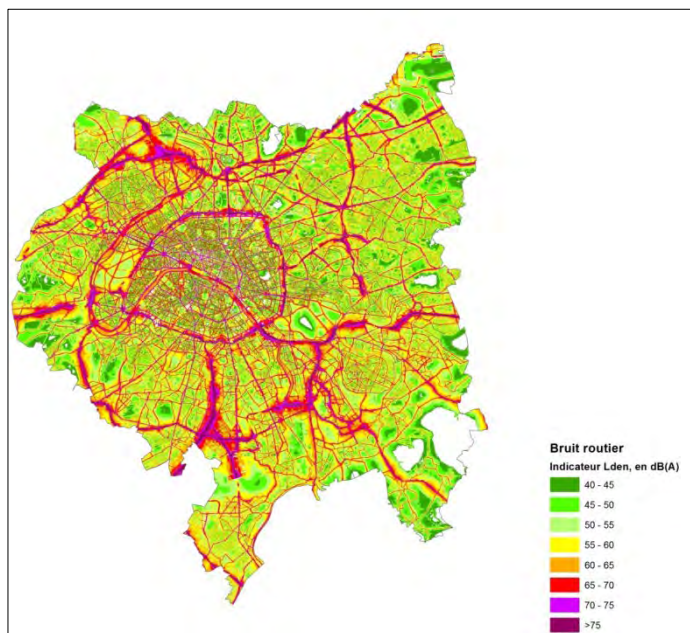 Bruit routier
Indicateur Lden, en dB(A)
40 - 45
45 - 50
50 - 55
55 - 60
60 - 65
65 - 70
70 - 75
>75